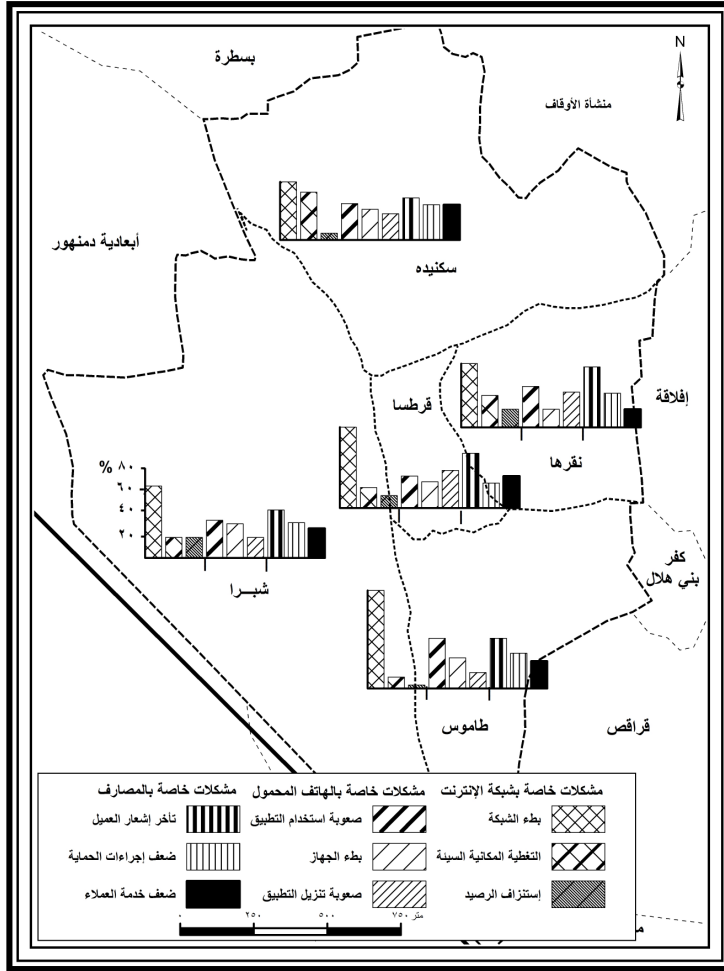 بسطرة
N
منشأة الأوقاف
أبعادية دمنهور
سكنيده
إفلاقة
قرطسا
نقرها
% ٨٠
٦٠
٤٠
٢٠
كفر
بني هلال
شبــرا
طاموس
قراقص
مشكلات خاصة بشبكة الإنترنت
بطء الشبكة
التغطية المكانية السيئة
إستنزاف الرصيد
مشكلات خاصة بالهاتف المحمول
صعوبة استخدام التطبيق
بطء الجهاز
صعوبة تنزيل التطبيق
مشكلات خاصة بالمصارف
تأخر إشعار العميل
ضعف إجراءات الحماية
ضعف خدمة العملاء
٠ ٢٥٠ ٥٠٠ ٧٥٠ متر